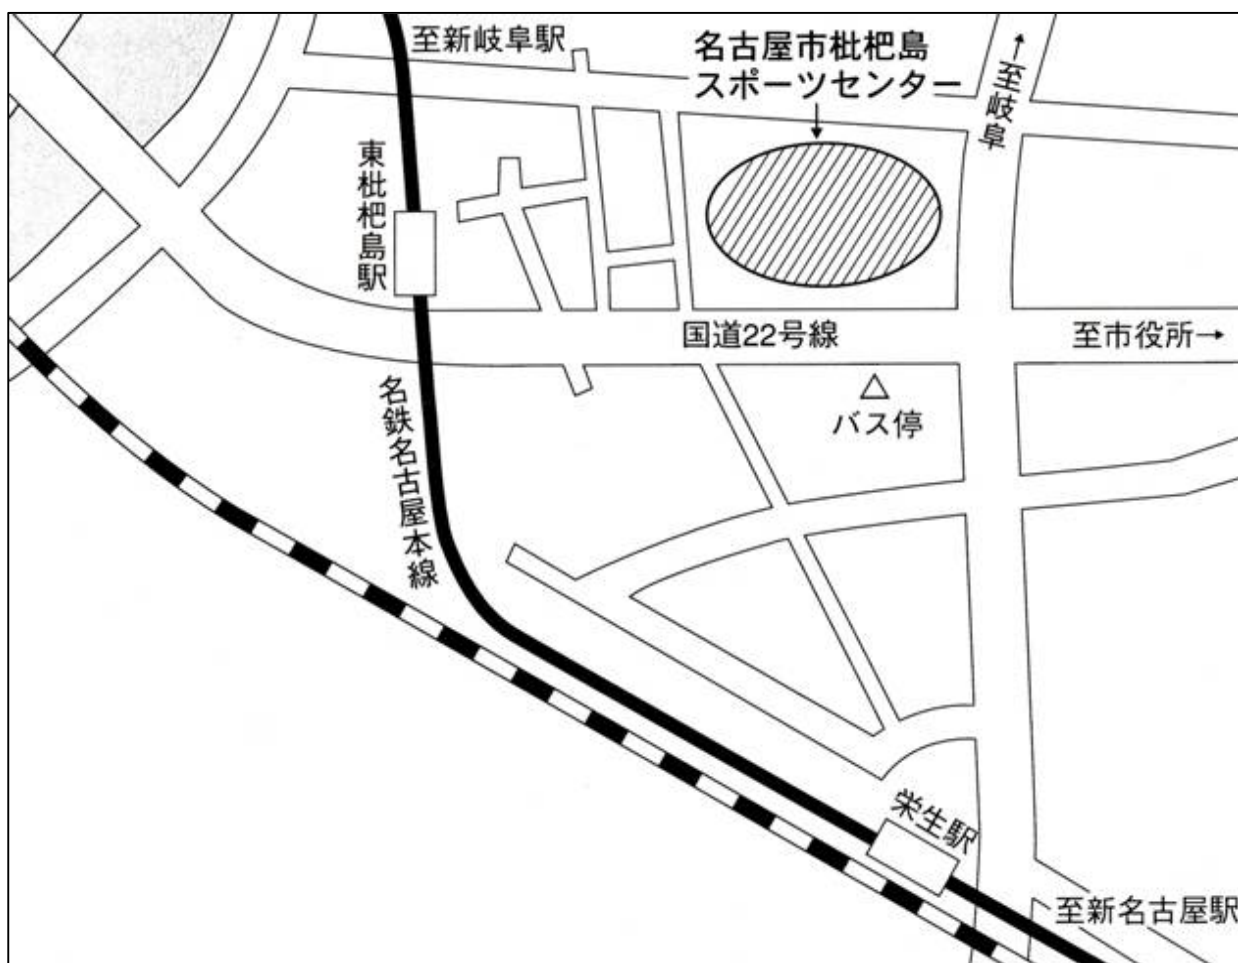 至新岐阜駅
名古屋市枇杷島
スポーツセンター
↑至岐阜
東枇杷島駅
国道22号線
至市役所→
バス停
名鉄名古屋本線
栄生駅
至新名古屋駅